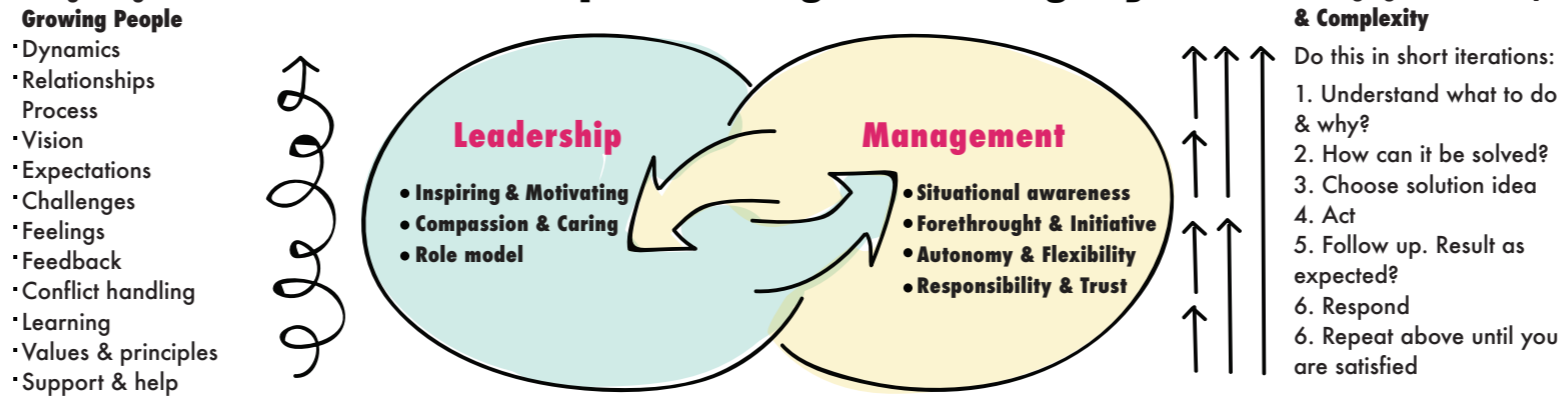 Growing People
· Dynamics
· Relationships
Process
· Vision
· Expectations
· Challenges
· Feelings
· Feedback
· Conflict handling
· Learning
· Values & principles
· Support & help
Leadership
• Inspiring & Motivating
• Compassion & Caring
• Role model
Management
• Situational awareness
• Forethrought & Initiative
• Autonomy & Flexibility
• Responsibility & Trust
& Complexity
Do this in short iterations:
1. Understand what to do
& why?
2. How can it be solved?
3. Choose solution idea
4. Act
5. Follow up. Result as
expected?
6. Respond
6. Repeat above until you
are satisfied